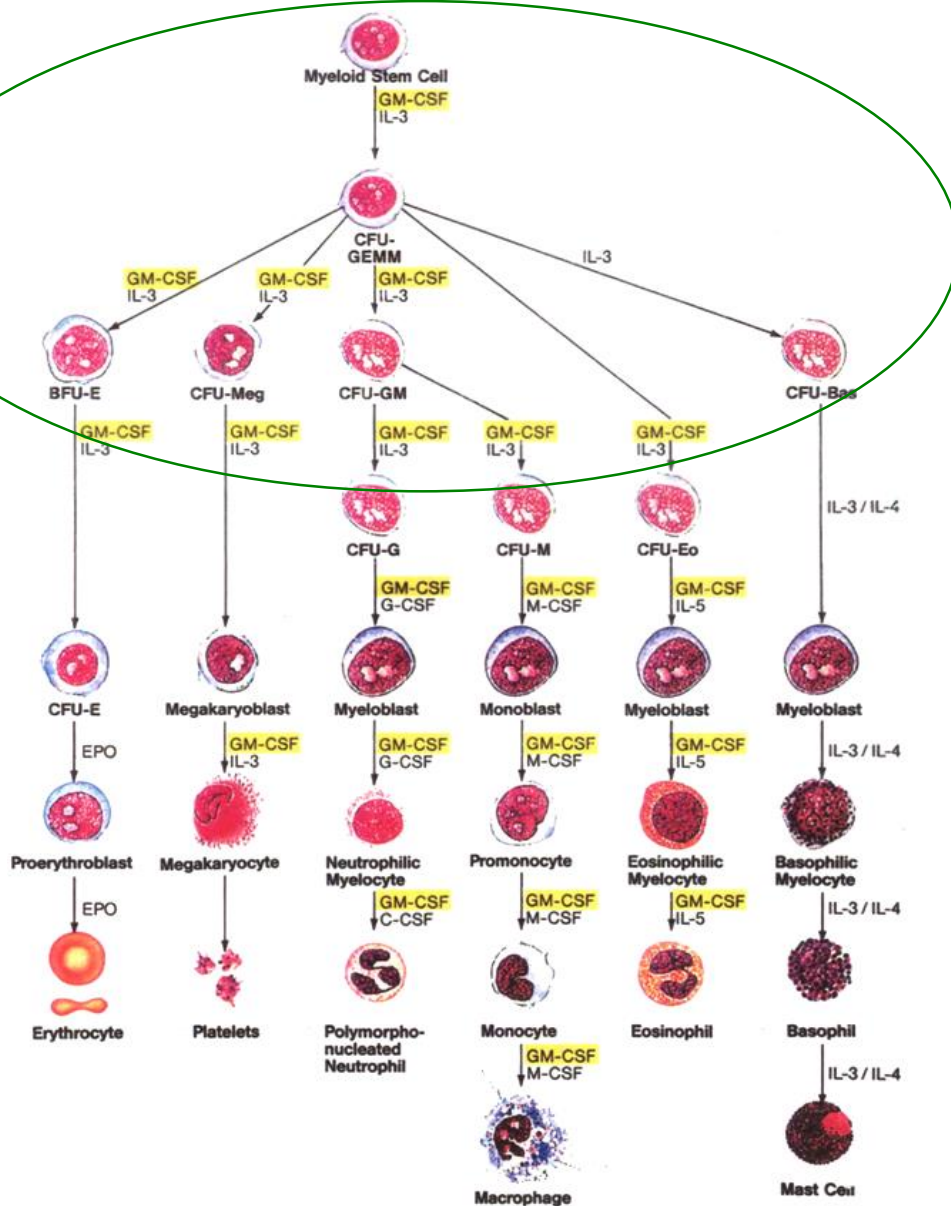 Myeloid Stem Cell
GM-CSF
IL-3
CFU-
GEMM
IL-3
GM-CSF
IL-3
GM-CSF
IL-3
GM-CSF
IL-3
BFU-E
CFU-Meg
CFU-GM
CFU-Bas
GM-CSF
IL-3
GM-CSF
IL-3
GM-CSF
IL-3
GM-CSF
IL-3
GM-CSF
IL-3
IL-3 / IL-4
CFU-G
CFU-M
CFU-Eo
GM-CSF
G-CSF
GM-CSF
M-CSF
GM-CSF
IL-5
CFU-E
Megakaryoblast
Myeloblast
Monoblast
Myeloblast
Myeloblast
EPO
GM-CSF
IL-3
GM-CSF
G-CSF
GM-CSF
M-CSF
GM-CSF
IL-5
IL-3 / IL-4
Proerythroblast
Megakaryocyte
Neutrophilic
Myelocyte
Promonocyte
Eosinophilic
Myelocyte
Basophilic
Myelocyte
EPO
GM-CSF
C-CSF
GM-CSF
M-CSF
GM-CSF
IL-5
IL-3 / IL-4
Erythrocyte
Platelets
Polymorpho-
nucleated
Neutrophil
Monocyte
Eosinophil
Basophil
GM-CSF
M-CSF
IL-3 / IL-4
Macrophage
Mast Cell